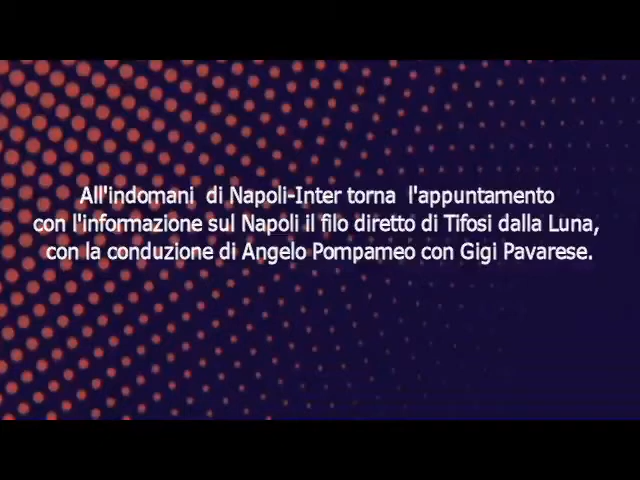 All'indomani  di Napoli-Inter torna  l'appuntamento
con l'informazione sul Napoli il filo diretto di Tifosi dalla Luna,
con la conduzione di Angelo Pompameo con Gigi Pavarese.